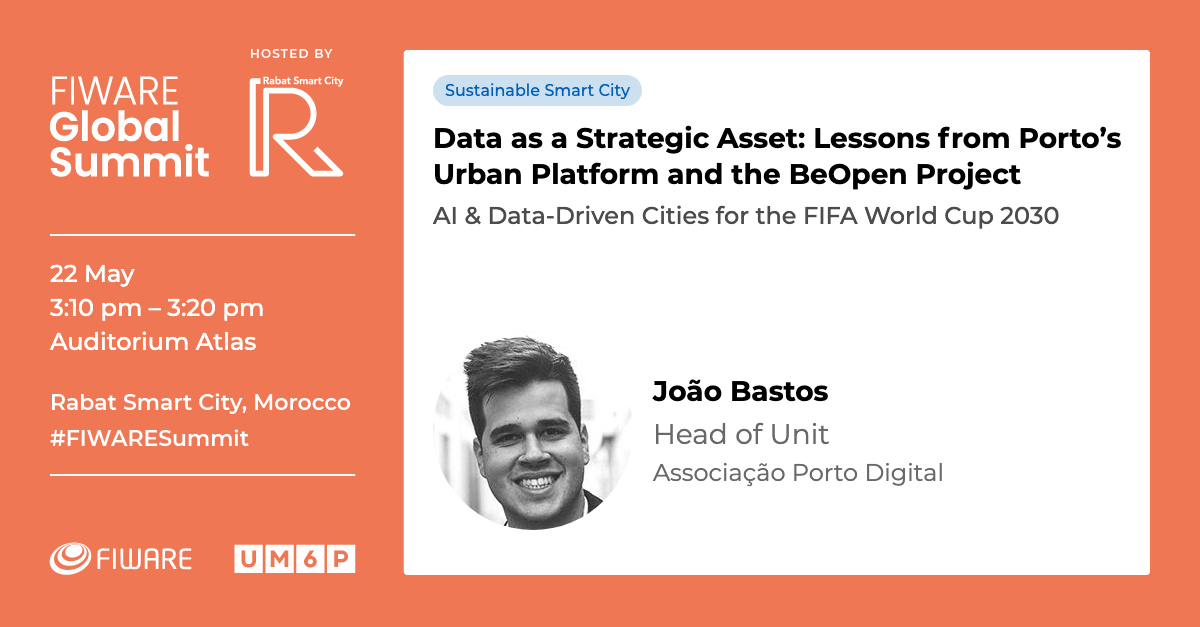 HOSTED BY
FIWARE
Global
Summit
Rabat Smart City
R
22 May
3:10 pm – 3:20 pm
Auditorium Atlas
Rabat Smart City, Morocco
#FIWARESummit
FIWARE
UM6P
Sustainable Smart City
Data as a Strategic Asset: Lessons from Porto’s
Urban Platform and the BeOpen Project
AI & Data-Driven Cities for the FIFA World Cup 2030
João Bastos
Head of Unit
Associação Porto Digital